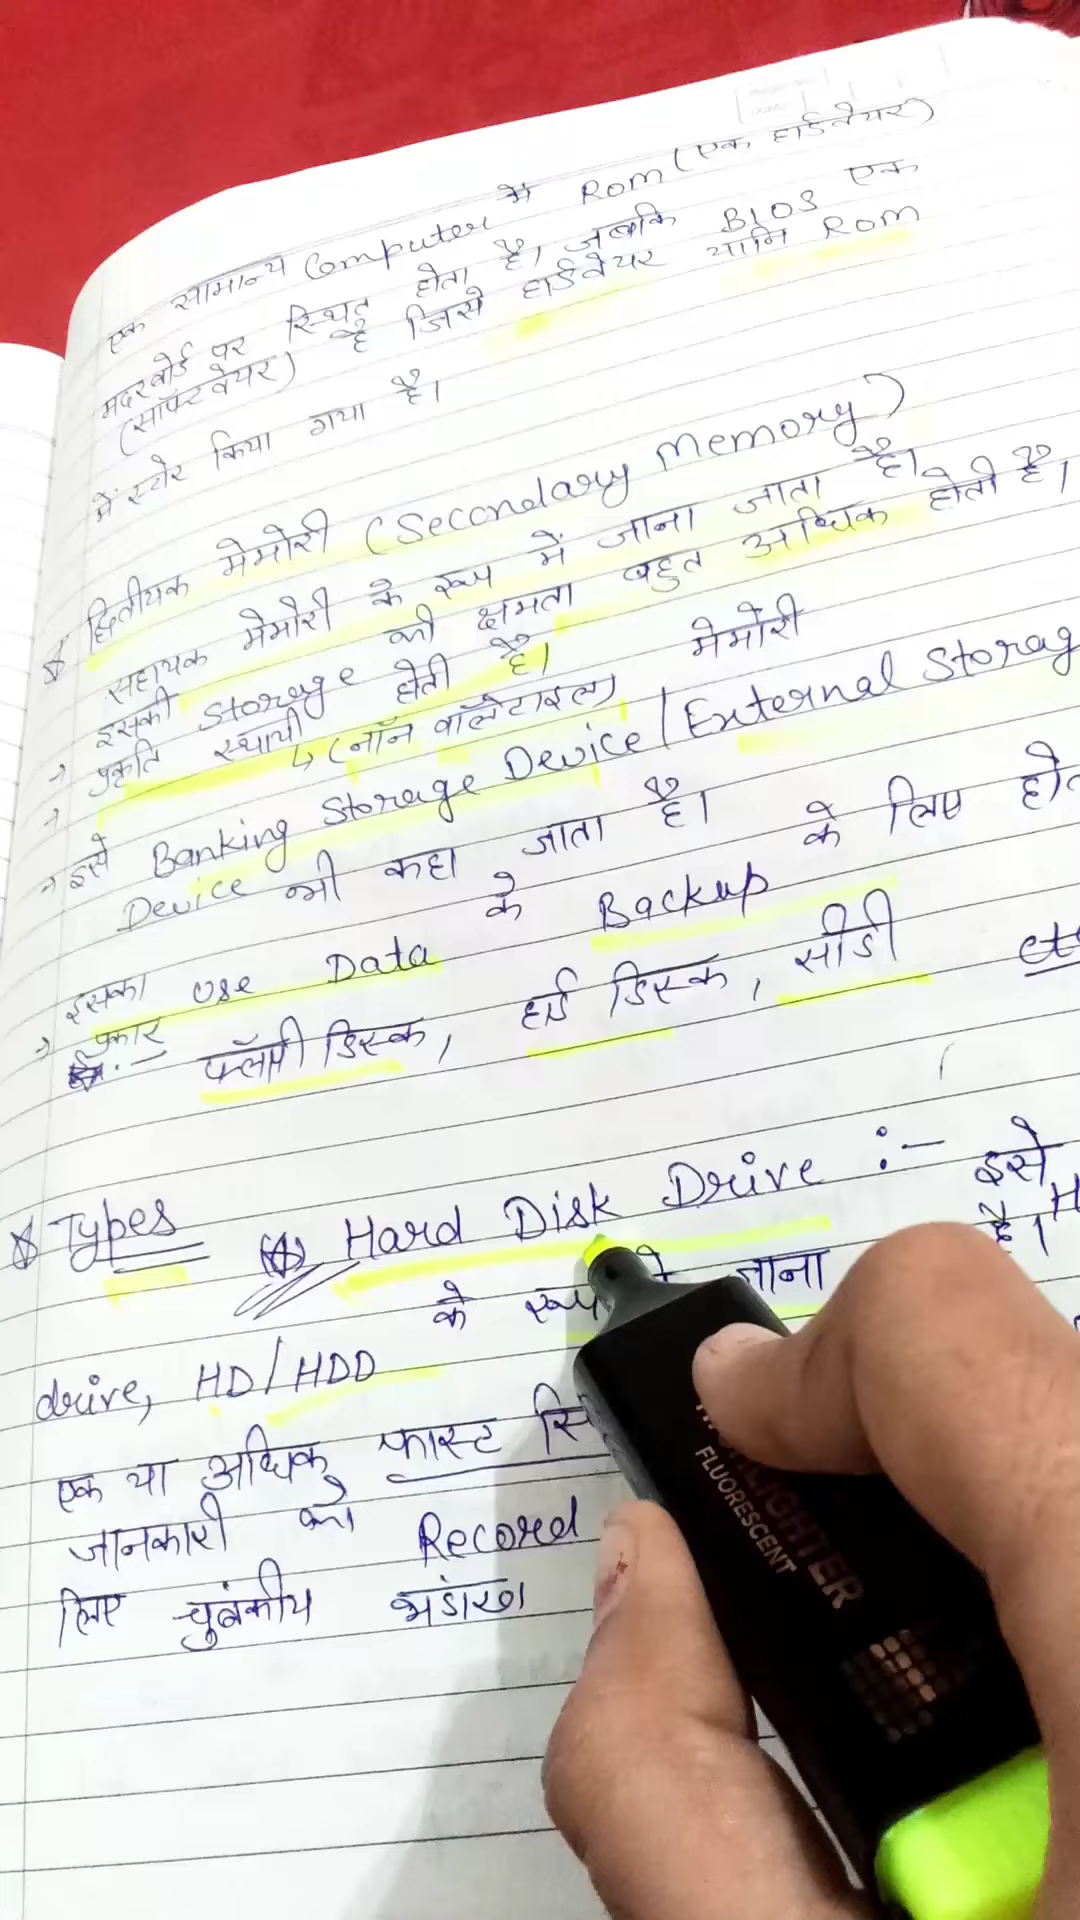 एक सामान्य Computer में Rom (एक हार्डवेयर)
मदरबोर्ड पर स्थित होता है। जबकि BIOS एक
(सॉफ्टवेयर) है जिसे हार्डवेयर यानि Rom
में स्टोर किया गया है।
द्वितीयक मेमोरी (Secondary Memory)
सहायक मेमोरी के रूप में जाना जाता है।
→ इसकी Storage की क्षमता बहुत अधिक होती है।
→ प्रकृति स्थायी होती है।
↳ (नॉन वॉलेटाइल) मेमोरी
→ इसे Banking Storage Device / External Storag
Device भी कहा जाता है।
→ इसका use Data के Backup के लिए हो
प्रकार :- फ्लॉपी डिस्क, हार्ड डिस्क, सीडी etc
Types Hard Disk Drive :- इसे H
के रूप जाना है।
drive, HD/HDD
एक या अधिक फास्ट
जानकारी को Record
लिए चुबंकीय भंडारण
HIGHLIGHTER
FLUORESCENT